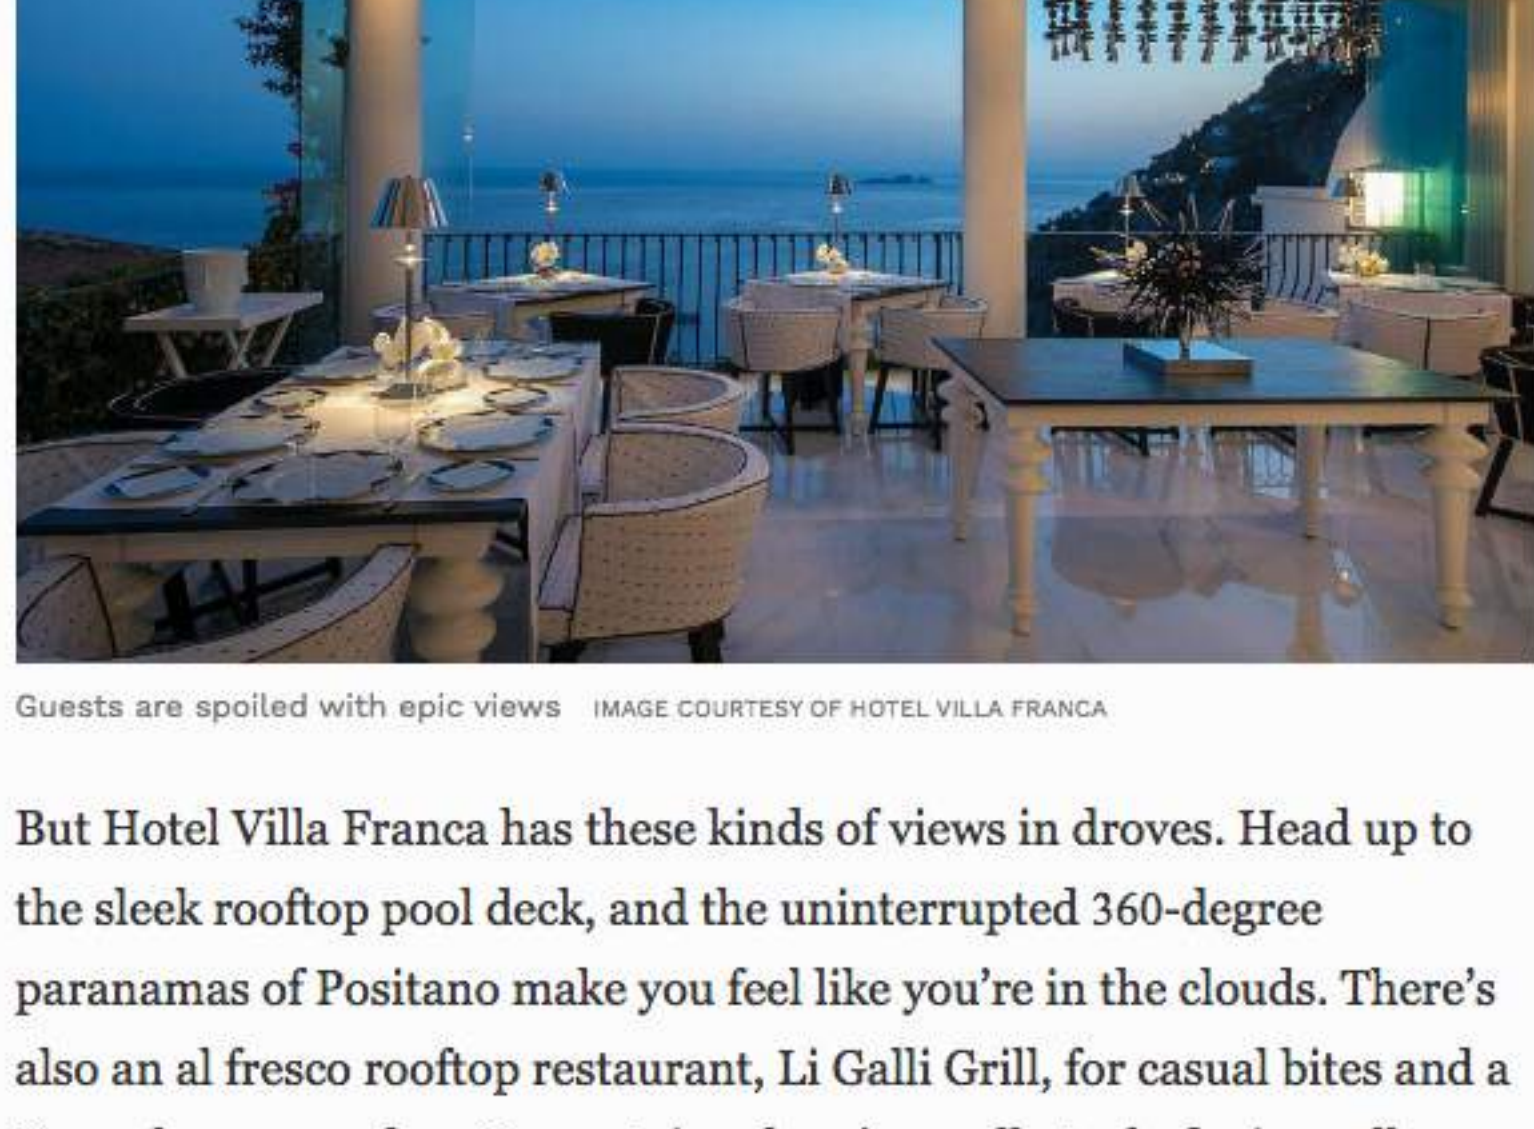 Guests are spoiled with epic views IMAGE COURTESY OF HOTEL VILLA FRANCA
But Hotel Villa Franca has these kinds of views in droves. Head up to
the sleek rooftop pool deck, and the uninterrupted 360-degree
paranamas of Positano make you feel like you’re in the clouds. There’s
also an al fresco rooftop restaurant, Li Galli Grill, for casual bites and a